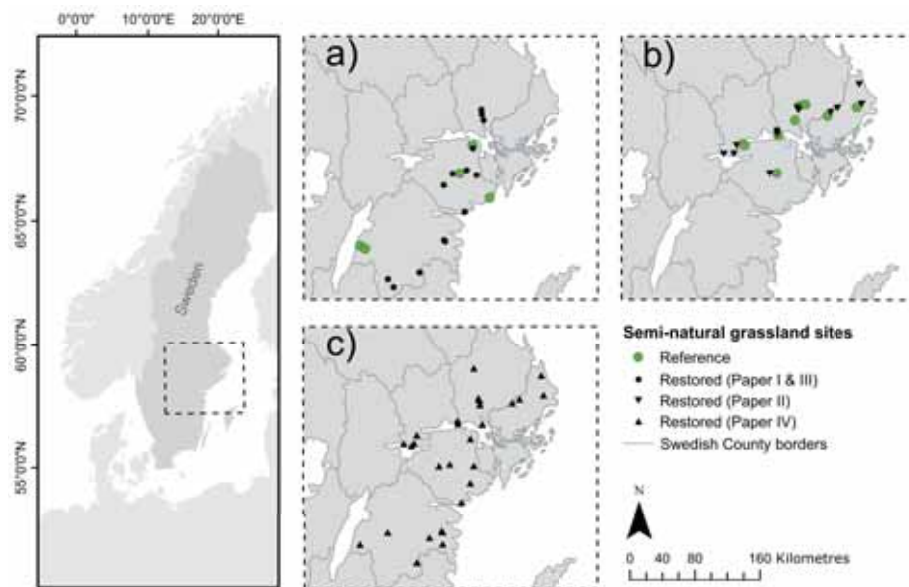 0°0'0"E 10°0'0"E 20°0'0"E
70°0'0"N
65°0'0"N
60°0'0"N
55°0'0"N
Sweden
a)
b)
c)
Semi-natural grassland sites
Reference
Restored (Paper I & III)
Restored (Paper II)
Restored (Paper IV)
Swedish County borders
N
0 40 80 160 Kilometres